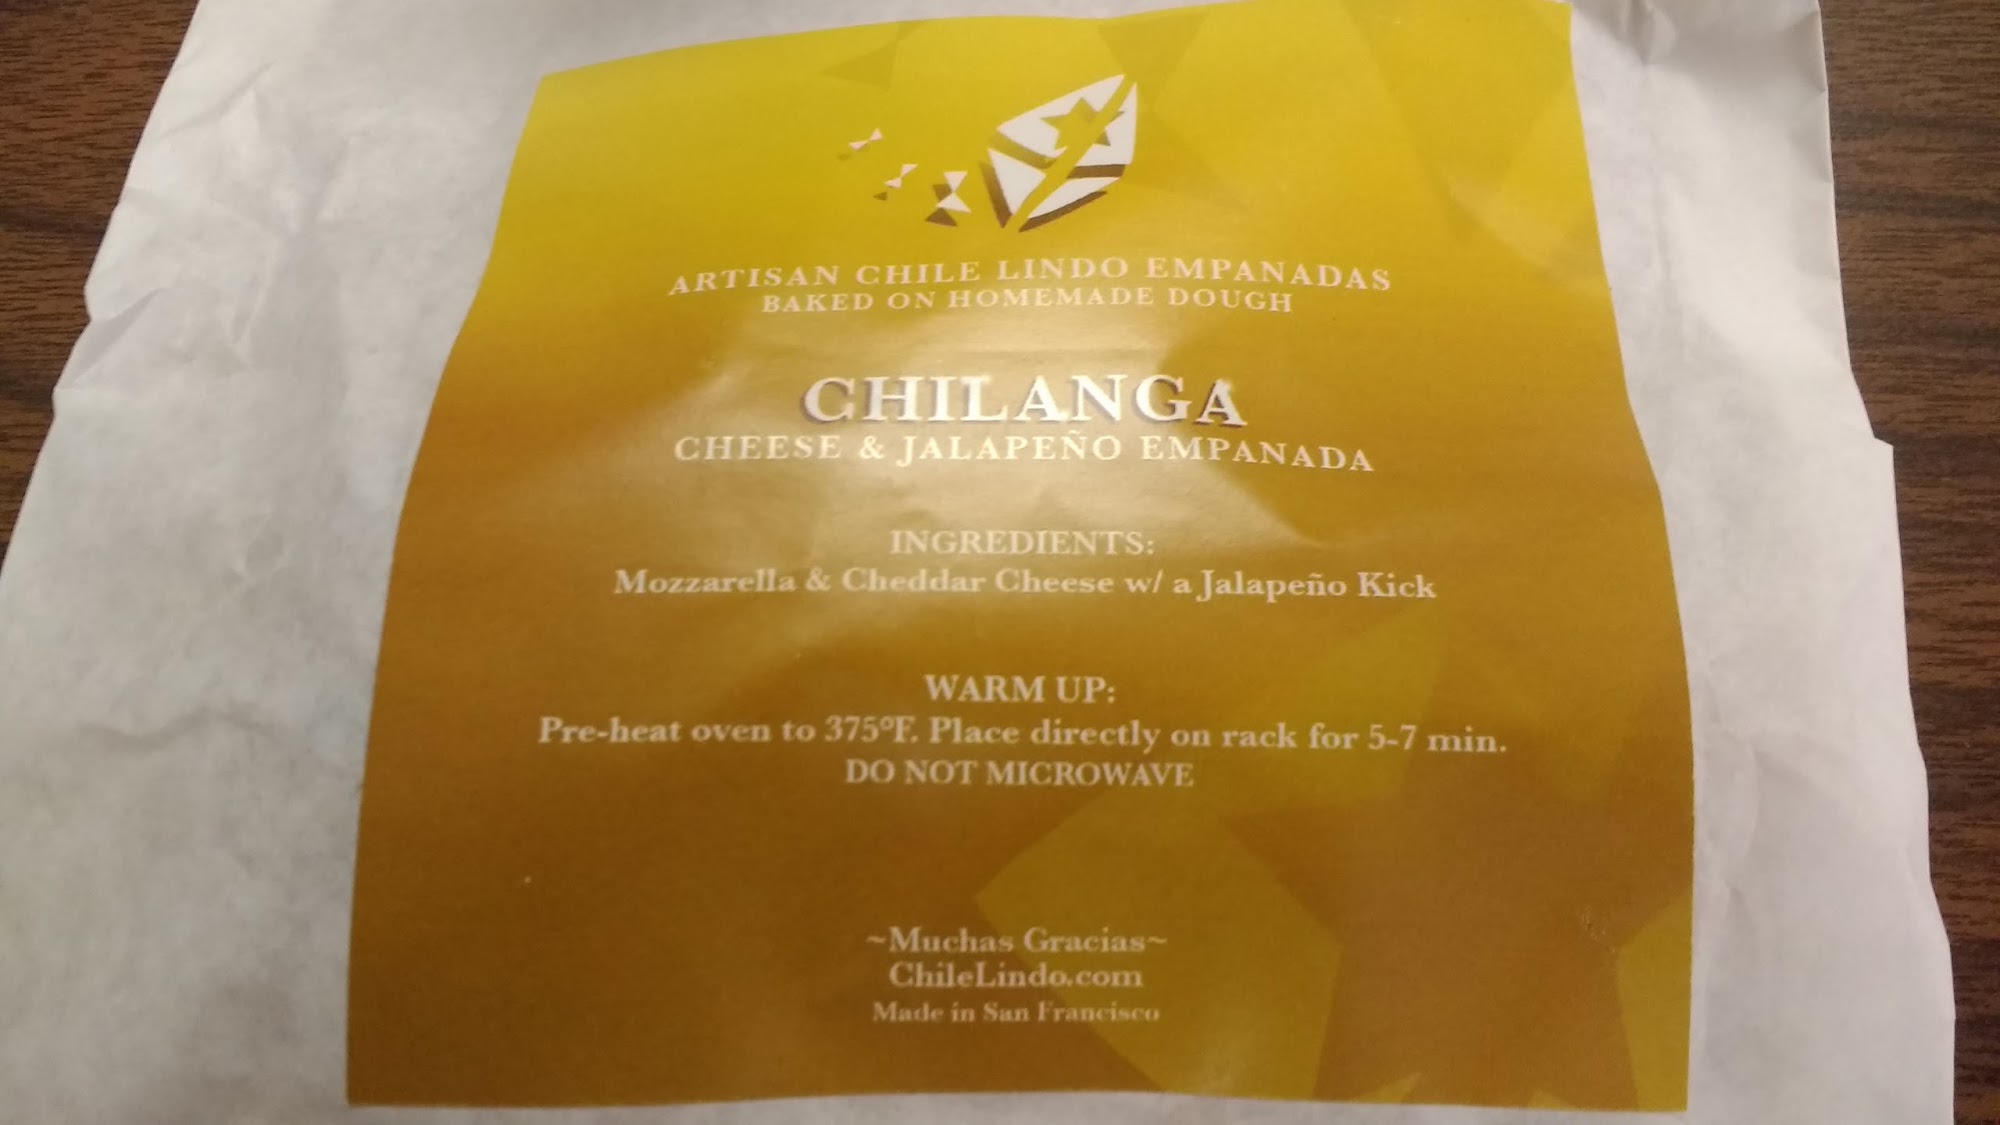 ARTISAN CHILE LINDO EMPANADAS
BAKED ON HOMEMADE DOUGH
CHILANGA
CHEESE & JALAPEÑO EMPANADA
INGREDIENTS:
Mozzarella & Cheddar Cheese w/ a Jalapeño Kick
WARM UP:
Pre-heat oven to 375°F. Place directly on rack for 5-7 min.
DO NOT MICROWAVE
~Muchas Gracias~
ChileLindo.com
Made in San Francisco